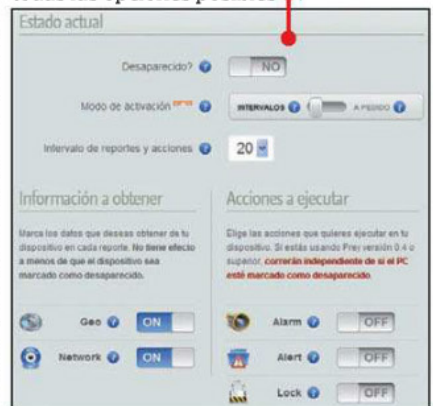 todas las opciones posibles
Estado actual
Desaparecido? NO
Modo de activación INTERVALOS A PEDIDO
Intervalo de reportes y acciones 20
Información a obtener
Marca los datos que deseas obtener de tu
dispositivo en cada reporte. No tiene efecto
a menos de que el dispositivo sea
marcado como desaparecido.
Geo ON
Network ON
Acciones a ejecutar
Elige las acciones que quieres ejecutar en tu
dispositivo. Si estás usando Prey versión 0.4 o
superior, correrán independiente de si el PC
esté marcado como desaparecido.
Alarm OFF
Alert OFF
Lock OFF